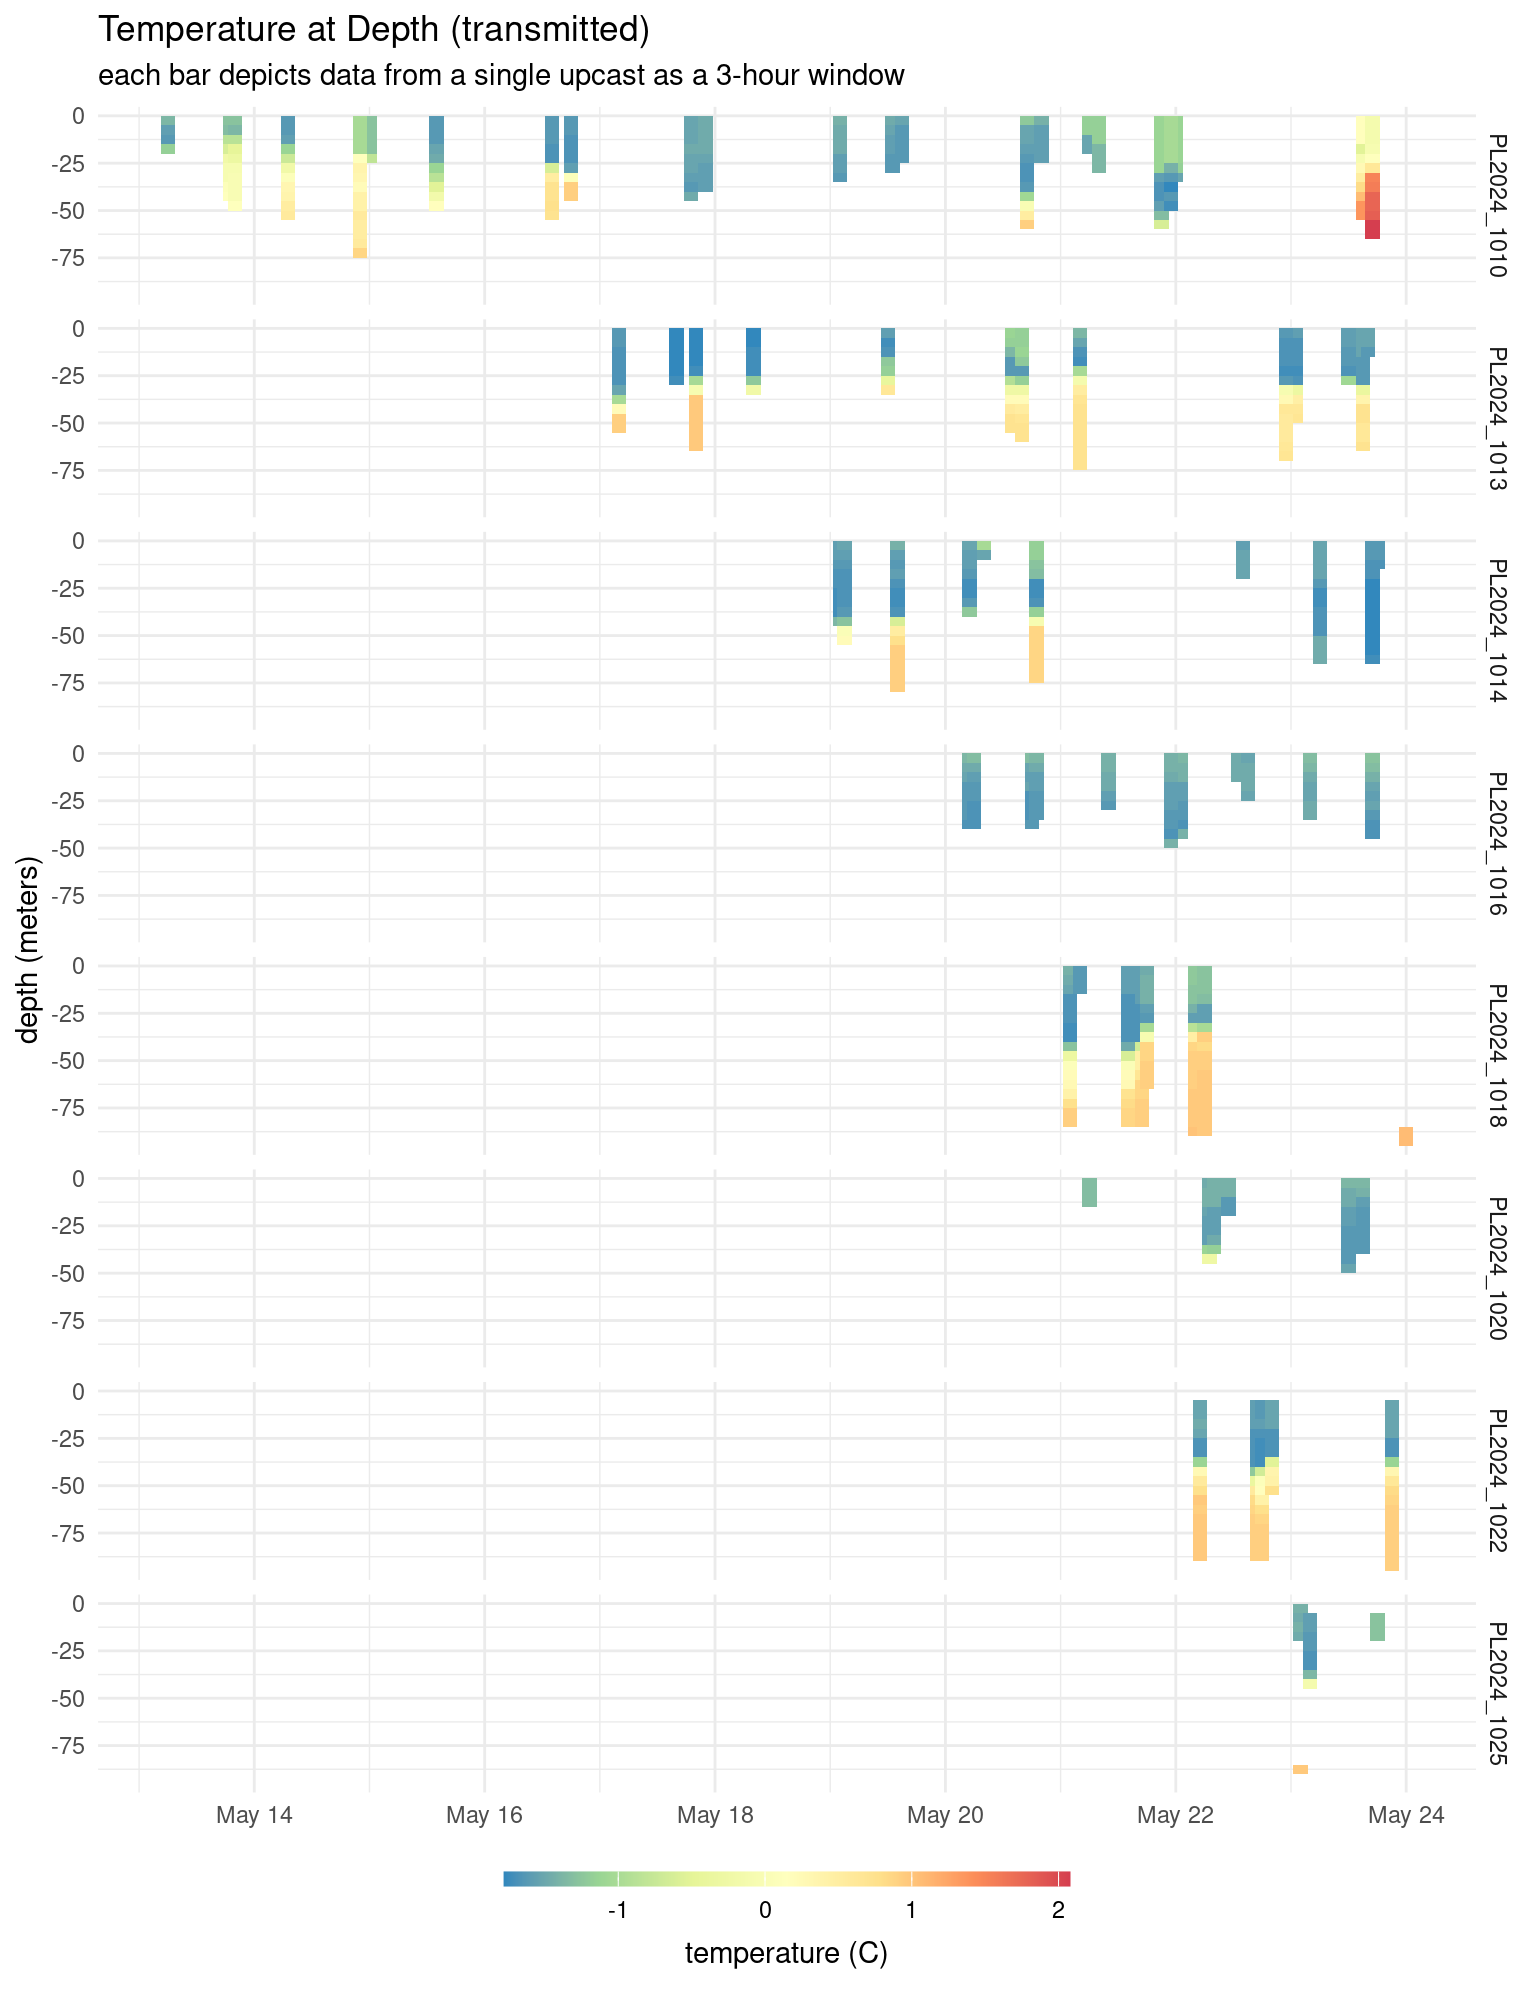 Temperature at Depth (transmitted)
each bar depicts data from a single upcast as a 3-hour window
0
-25
-50
-75
PL2024_1010
0
-25
-50
-75
PL2024_1013
0
-25
-50
-75
PL2024_1014
0
-25
-50
-75
PL2024_1016
depth (meters)
0
-25
-50
-75
PL2024_1018
0
-25
-50
-75
PL2024_1020
0
-25
-50
-75
PL2024_1022
0
-25
-50
-75
PL2024_1025
May 14 May 16 May 18 May 20 May 22 May 24
-1 0 1 2
temperature (C)